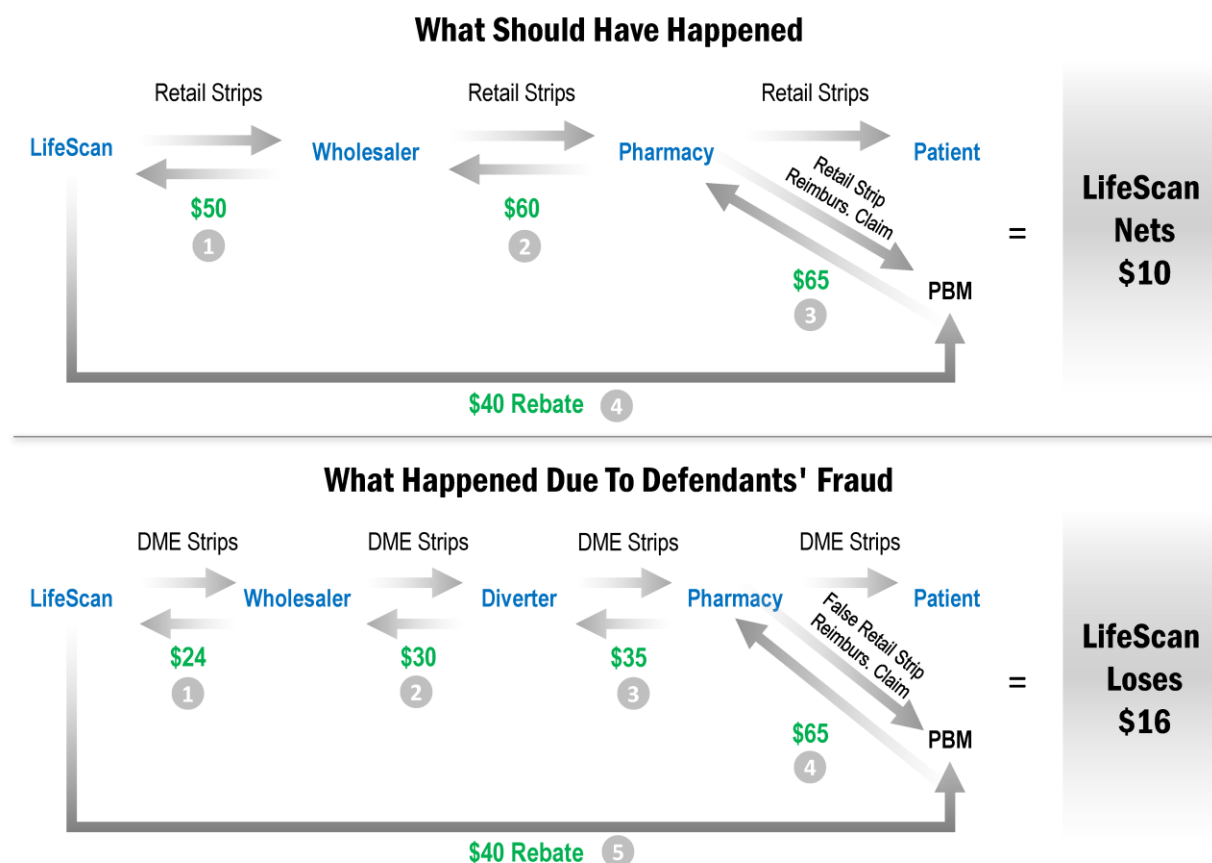 What Should Have Happened
Retail Strips Retail Strips Retail Strips
LifeScan Wholesaler Pharmacy Patient
$50 $60
1 2
Retail Strip
Reimburs. Claim
$65
3
PBM
=
LifeScan
Nets
$10
$40 Rebate 4
What Happened Due To Defendants' Fraud
DME Strips DME Strips DME Strips DME Strips
LifeScan Wholesaler Diverter Pharmacy Patient
$24 $30 $35
1 2 3
False Retail Strip
Reimburs. Claim
$65
4
PBM
=
LifeScan
Loses
$16
$40 Rebate 5